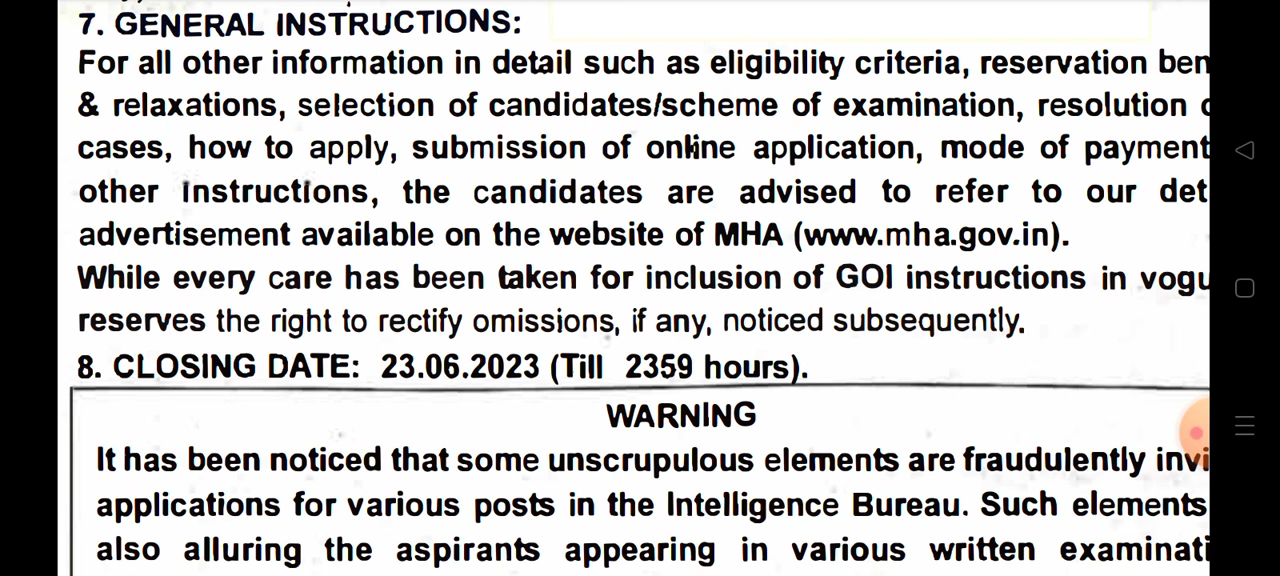 7. GENERAL INSTRUCTIONS:
For all other information in detail such as eligibility criteria, reservation ben
& relaxations, selection of candidates/scheme of examination, resolution
cases, how to apply, submission of online application, mode of payment
other instructions, the candidates are advised to refer to our det
advertisement available on the website of MHA (www.mha.gov.in).
While every care has been taken for inclusion of GOI instructions in vogu
reserves the right to rectify omissions, if any, noticed subsequently.
8. CLOSING DATE: 23.06.2023 (Till 2359 hours).
WARNING
It has been noticed that some unscrupulous elements are fraudulently invi
applications for various posts in the Intelligence Bureau. Such elements
also alluring the aspirants appearing in various written examinati